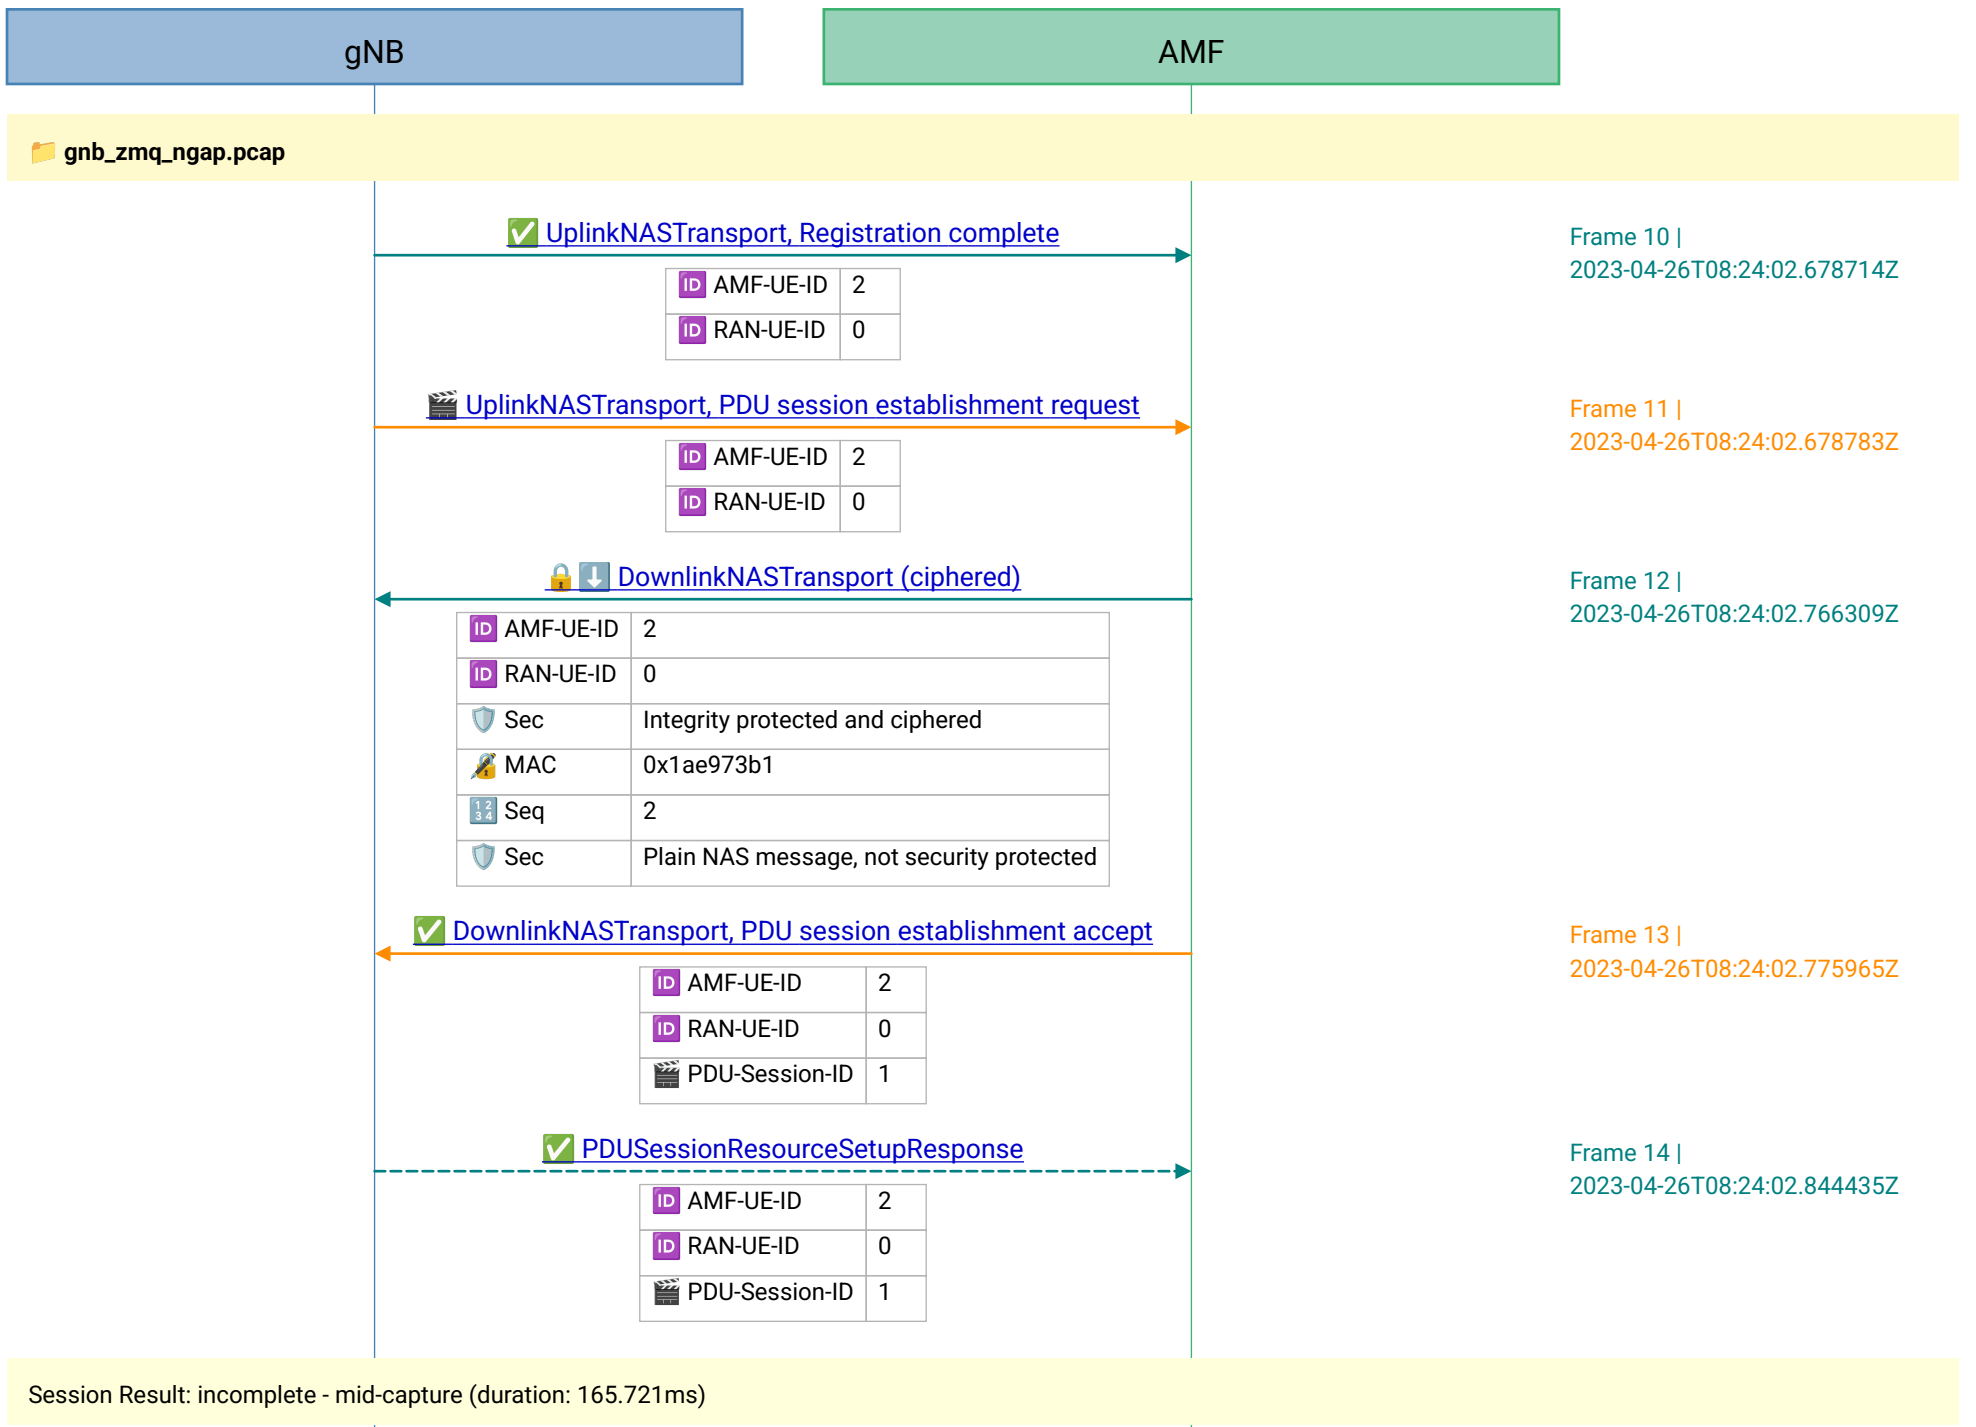 gNB
AMF
gnb_zmq_ngap.pcap
UplinkNASTransport, Registration complete
Frame 10 |
2023-04-26T08:24:02.678714Z
AMF-UE-ID 2
RAN-UE-ID 0
UplinkNASTransport, PDU session establishment request
Frame 11 |
2023-04-26T08:24:02.678783Z
AMF-UE-ID 2
RAN-UE-ID 0
DownlinkNASTransport (ciphered)
Frame 12 |
2023-04-26T08:24:02.766309Z
AMF-UE-ID 2
RAN-UE-ID 0
Sec Integrity protected and ciphered
MAC 0x1ae973b1
Seq 2
Sec Plain NAS message, not security protected
DownlinkNASTransport, PDU session establishment accept
Frame 13 |
2023-04-26T08:24:02.775965Z
AMF-UE-ID 2
RAN-UE-ID 0
PDU-Session-ID 1
PDUSessionResourceSetupResponse
Frame 14 |
2023-04-26T08:24:02.844435Z
AMF-UE-ID 2
RAN-UE-ID 0
PDU-Session-ID 1
Session Result: incomplete - mid-capture (duration: 165.721ms)